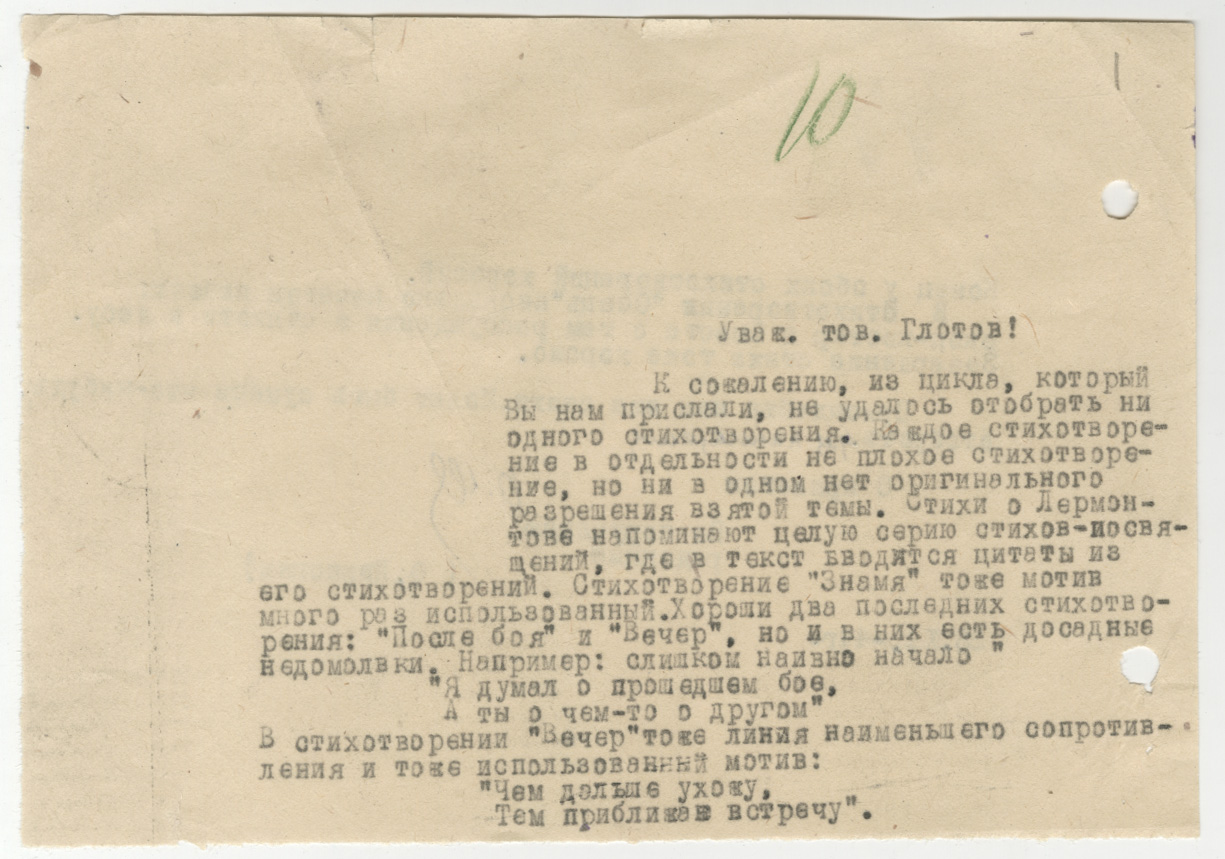 10
Уваж. тов. Глотов!
К сожалению, из цикла, который
Вы нам прислали, не удалось отобрать ни
одного стихотворения. Каждое стихотворе-
ние в отдельности не плохое стихотворе-
ние, но ни в одном нет оригинального
разрешения взятой темы. Стихи о Лермон-
тове напоминают целую серию стихов-посвя-
щений, где в текст вводятся цитаты из
его стихотворений. Стихотворение "Знамя" тоже мотив
много раз использованный.Хороши два последних стихотво-
рения: "После боя" и "Вечер", но и в них есть досадные
недомолвки. Например: слишком наивно начало "
"Я думал о прошедшем бое,
А ты о чем-то о другом"
В стихотворении "Вечер"тоже линия наименьшего сопротив-
ления и тоже использованный мотив:
"Чем дальше ухожу,
Тем приближаю встречу".